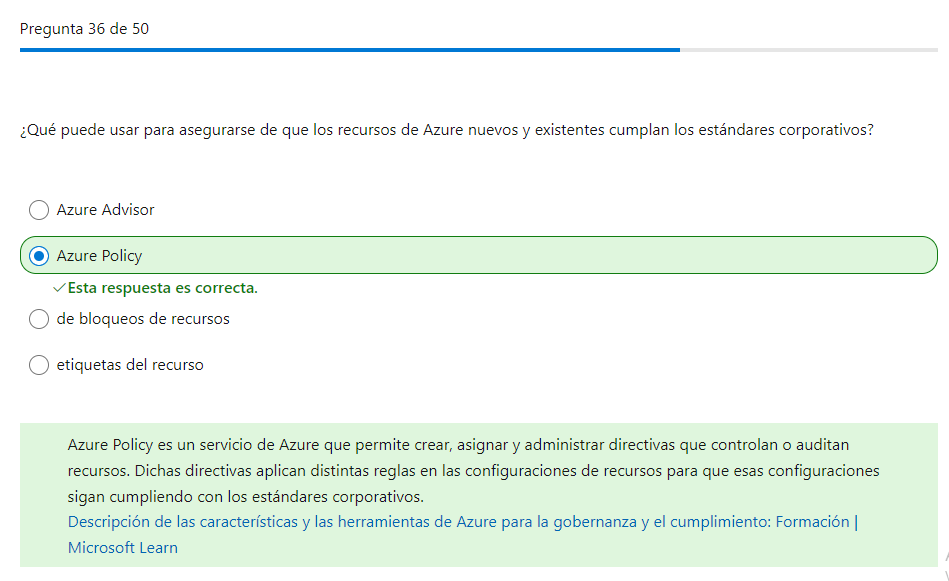 Pregunta 36 de 50
¿Qué puede usar para asegurarse de que los recursos de Azure nuevos y existentes cumplan los estándares corporativos?
Azure Advisor
Azure Policy
Esta respuesta es correcta.
de bloqueos de recursos
etiquetas del recurso
Azure Policy es un servicio de Azure que permite crear, asignar y administrar directivas que controlan o auditan
recursos. Dichas directivas aplican distintas reglas en las configuraciones de recursos para que esas configuraciones
sigan cumpliendo con los estándares corporativos.
Descripción de las características y las herramientas de Azure para la gobernanza y el cumplimiento: Formación |
Microsoft Learn